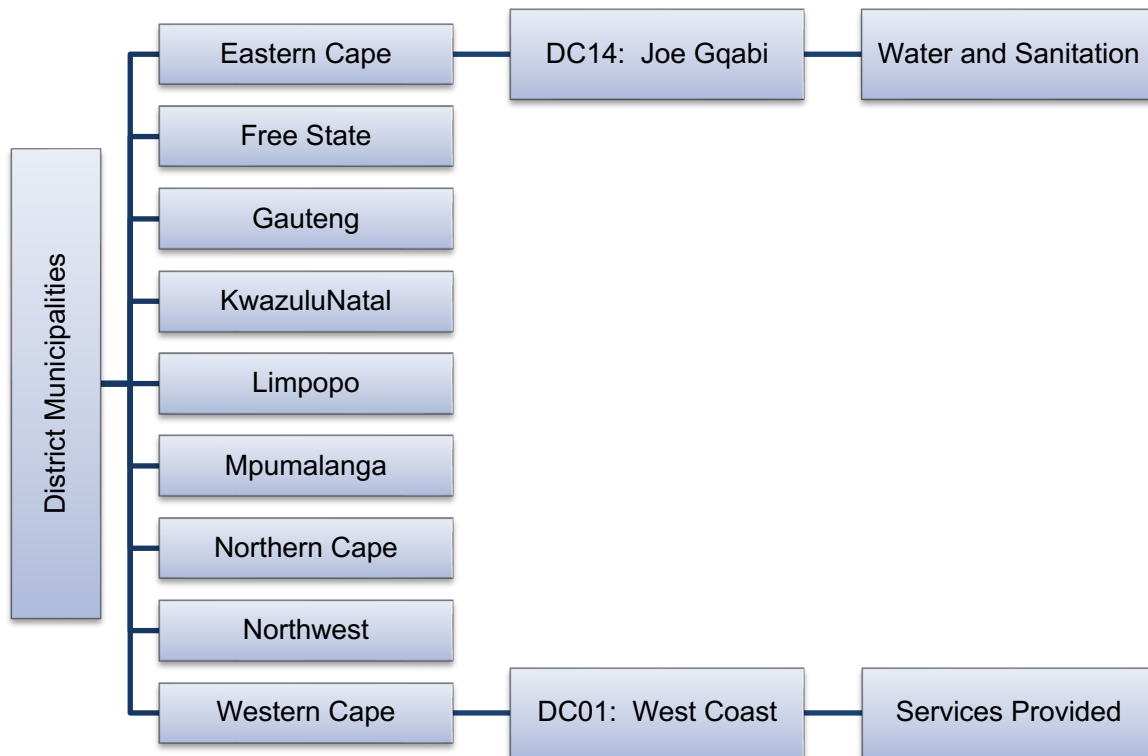 Eastern Cape
DC14: Joe Gqabi
Water and Sanitation
Free State
Gauteng
District Municipalities
KwazuluNatal
Limpopo
Mpumalanga
Northern Cape
Northwest
Western Cape
DC01: West Coast
Services Provided